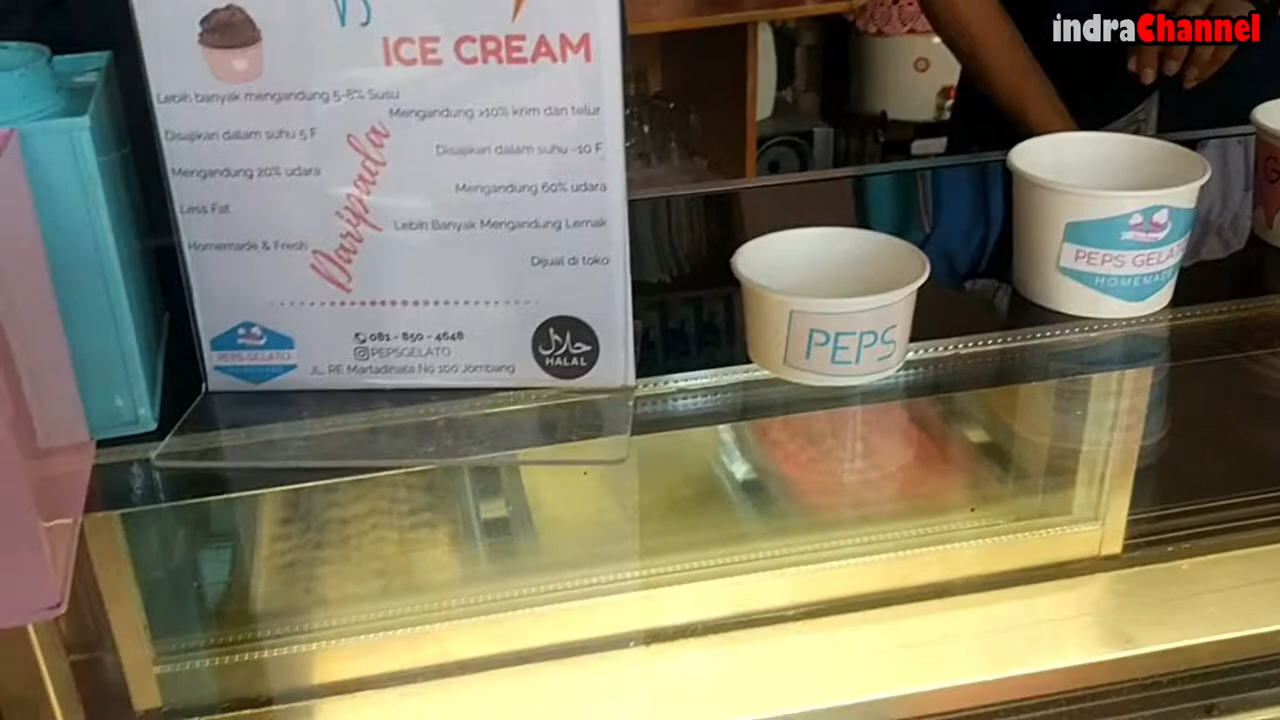 indraChannel
VS
ICE CREAM
Lebih banyak mengandung 5-8% Susu
Mengandung >10% krim dan telur
Disajikan dalam suhu 5 F
Disajikan dalam suhu -10 F
Mengandung 20% udara
Mengandung 60% udara
Less Fat
Lebih Banyak Mengandung Lemak
Homemade & Fresh
Dijual di toko
Daripada
081 - 850 - 4648
PEPSGELATO
JL. RE Martadinata No 100 Jombang
PEPS GELATO
حلال
HALAL
PEPS
PEPS GELATO
HOMEMADE